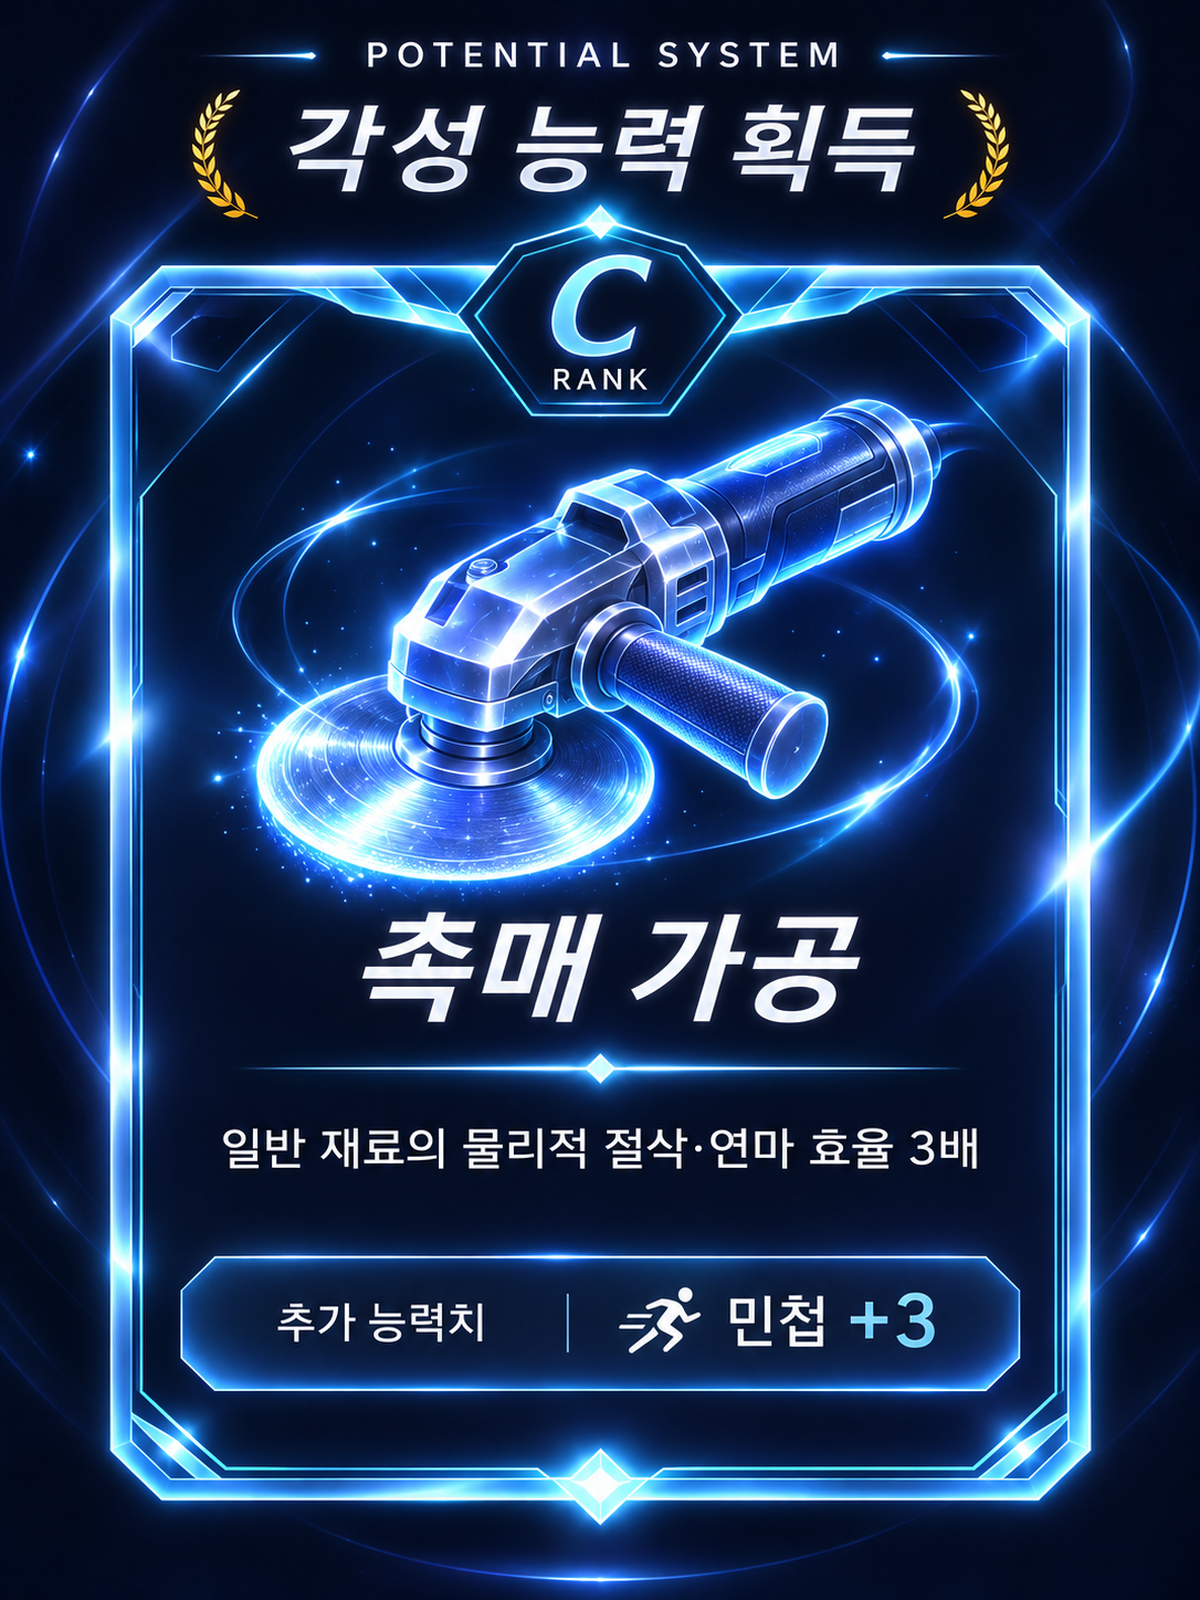 POTENTIAL SYSTEM
각성 능력 획득
C
RANK
촉매 가공
일반 재료의 물리적 절삭·연마 효율 3배
추가 능력치
민첩 +3